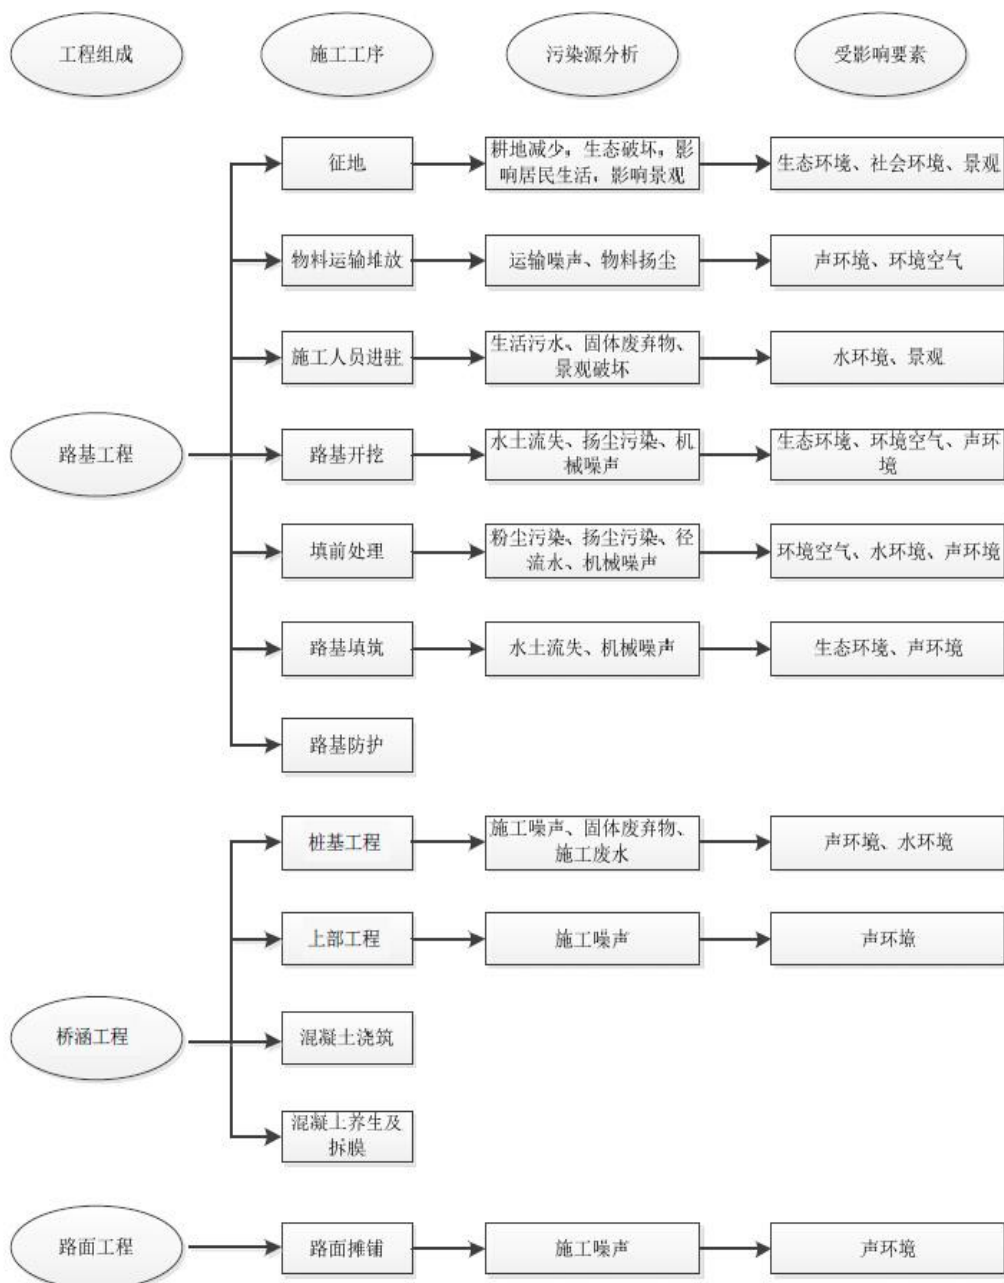 工程组成
施工工序
污染源分析
受影响要素
征地
耕地减少，生态破坏，影
响居民生活，影响景观
生态环境、社会环境、景观
物料运输堆放
运输噪声、物料扬尘
声环境、环境空气
施工人员进驻
生活污水、固体废弃物、
景观破坏
水环境、景观
路基工程
路基开挖
水土流失、扬尘污染、机
械噪声
生态环境、环境空气、声环
境
填前处理
粉尘污染、扬尘污染、径
流水、机械噪声
环境空气、水环境、声环境
路基填筑
水土流失、机械噪声
生态环境、声环境
路基防护
桩基工程
施工噪声、固体废弃物、
施工废水
声环境、水环境
上部工程
施工噪声
声环境
桥涵工程
混凝土浇筑
混凝土养生及
拆膜
路面工程
路面摊铺
施工噪声
声环境